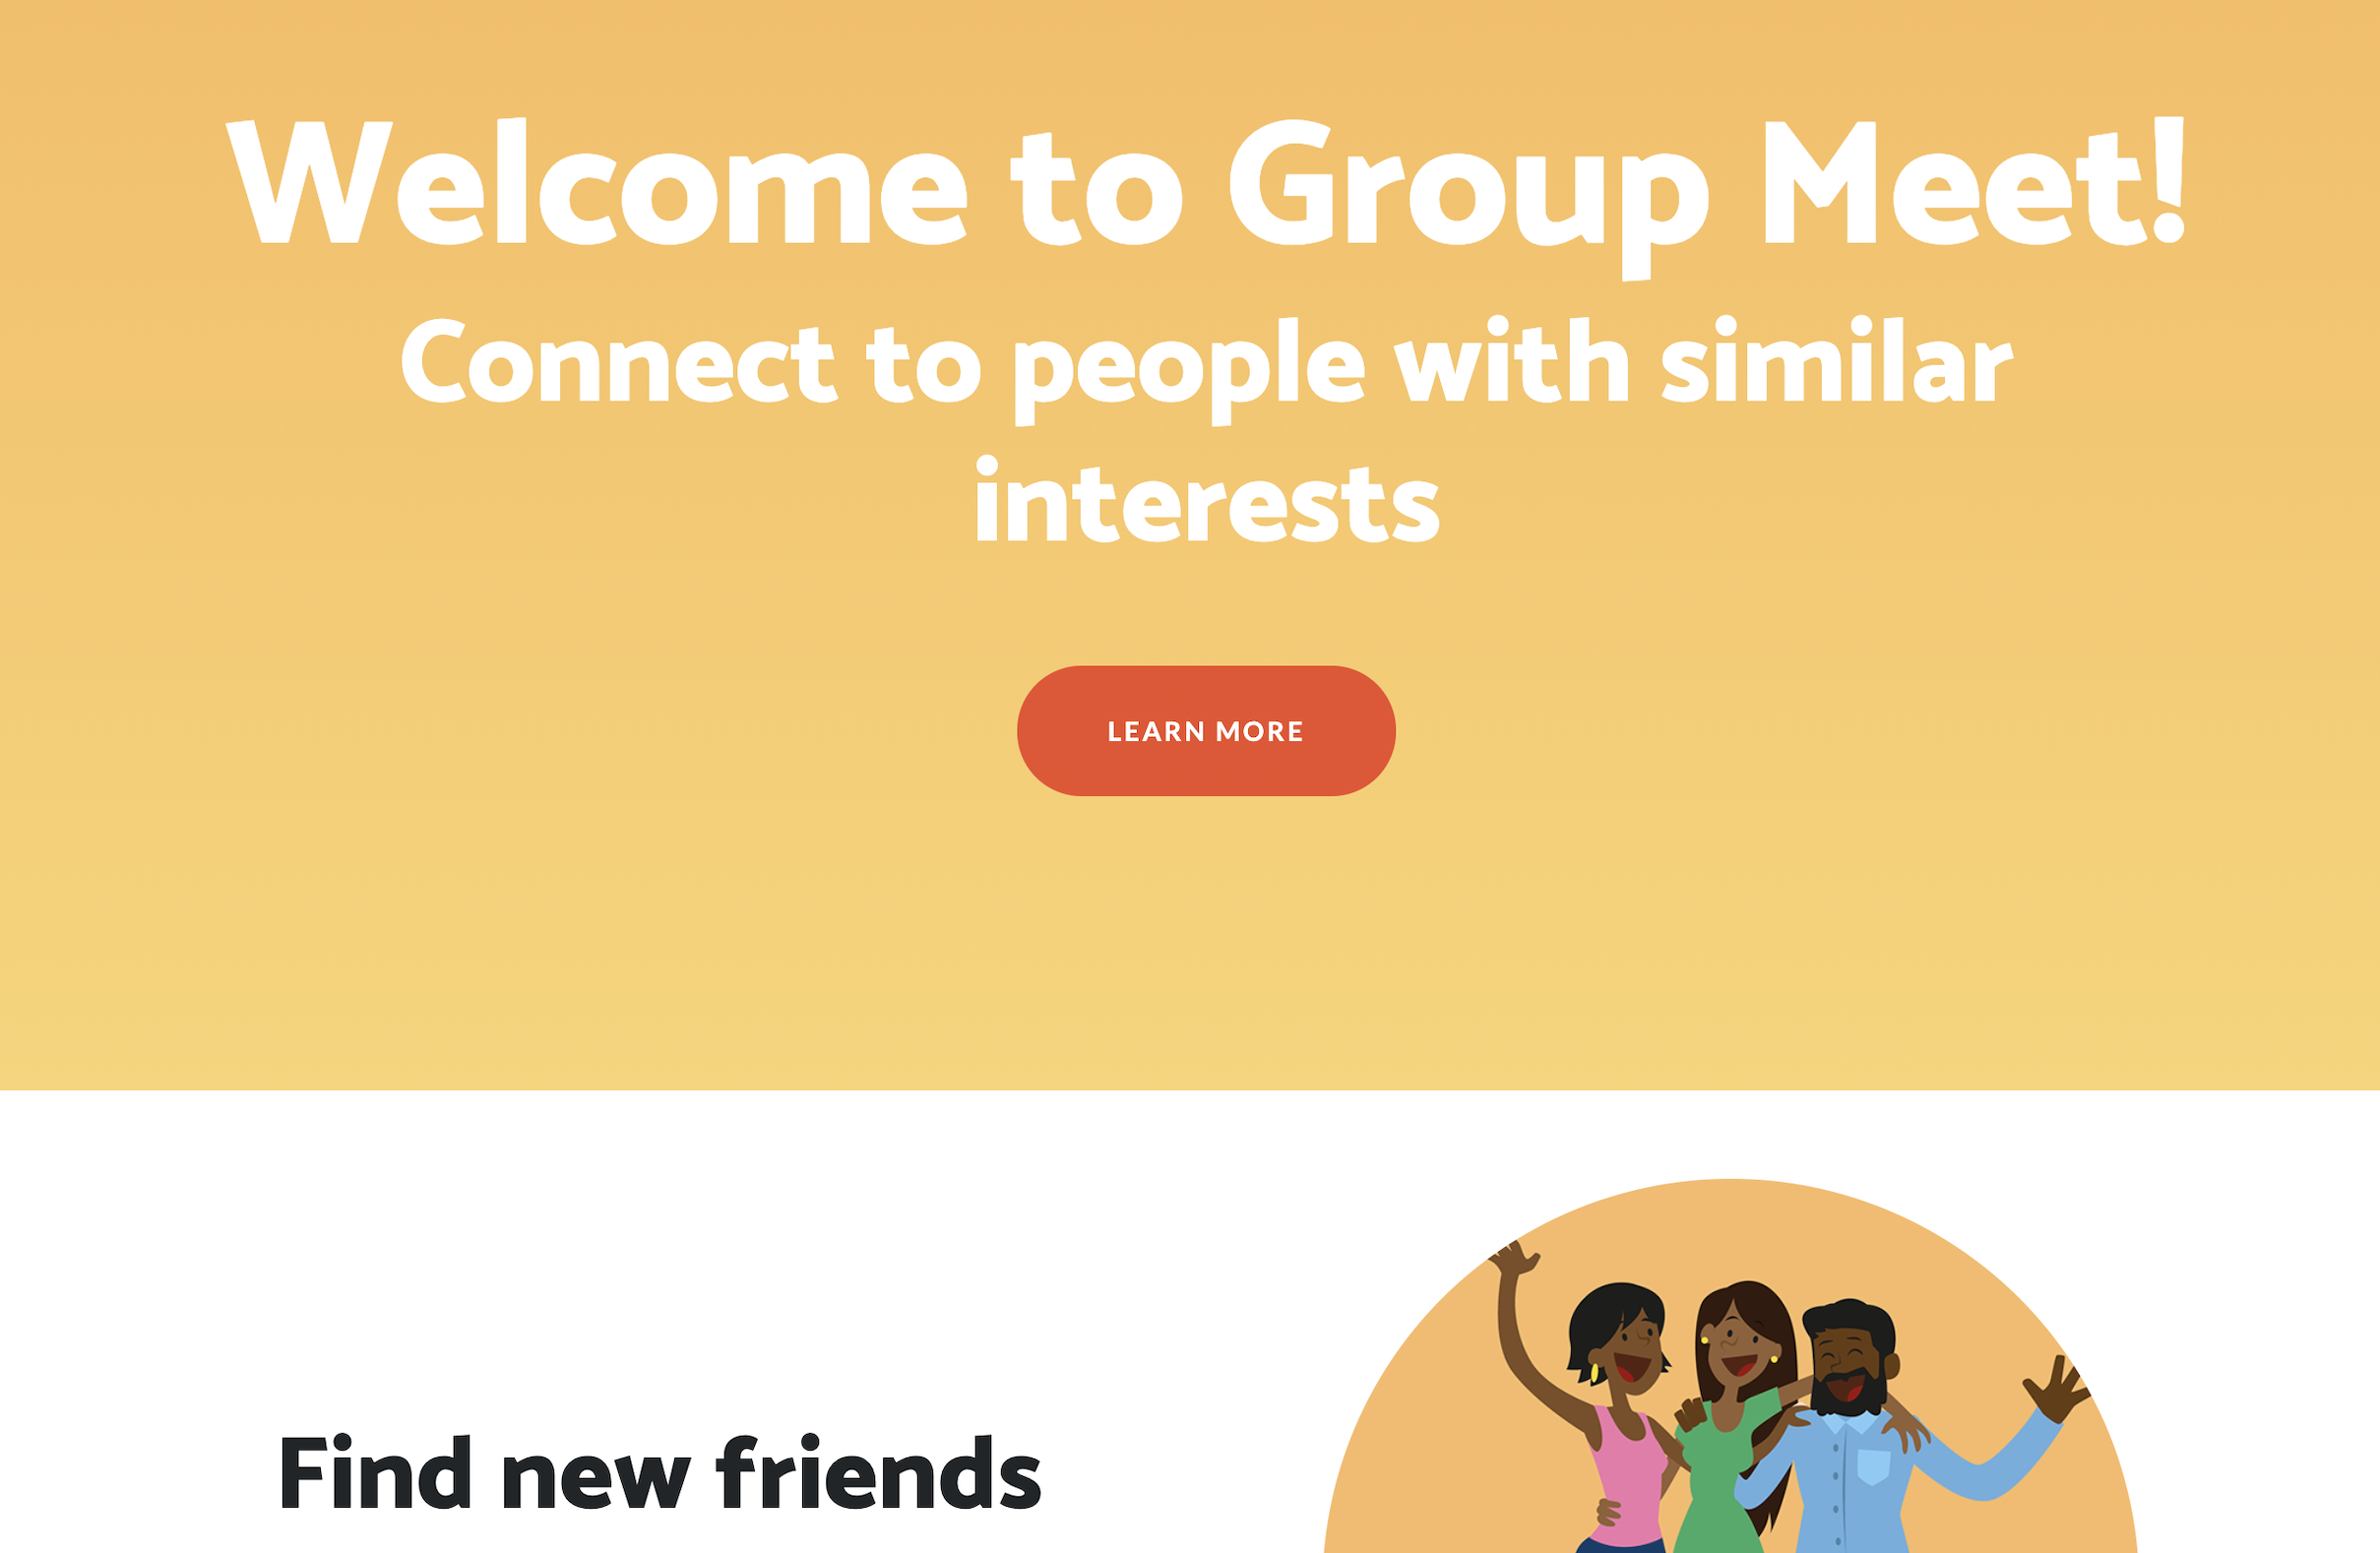 Welcome to Group Meet!
Connect to people with similar
interests
LEARN MORE
Find new friends